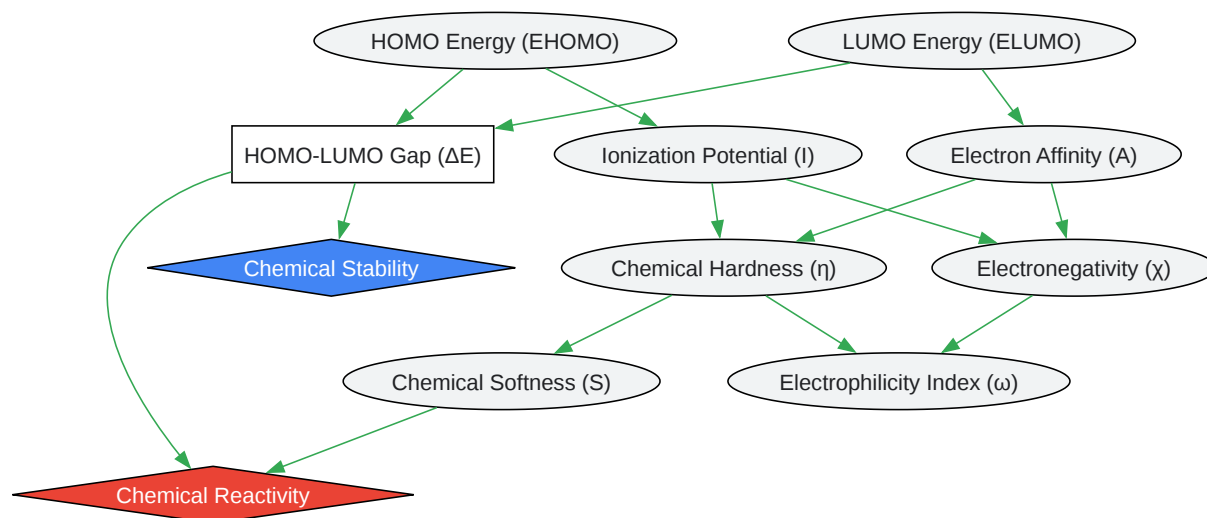 HOMO Energy (EHOMO)
LUMO Energy (ELUMO)
HOMO-LUMO Gap (ΔE)
Ionization Potential (I)
Electron Affinity (A)
Chemical Stability
Chemical Hardness (η)
Electronegativity (χ)
Chemical Softness (S)
Electrophilicity Index (ω)
Chemical Reactivity